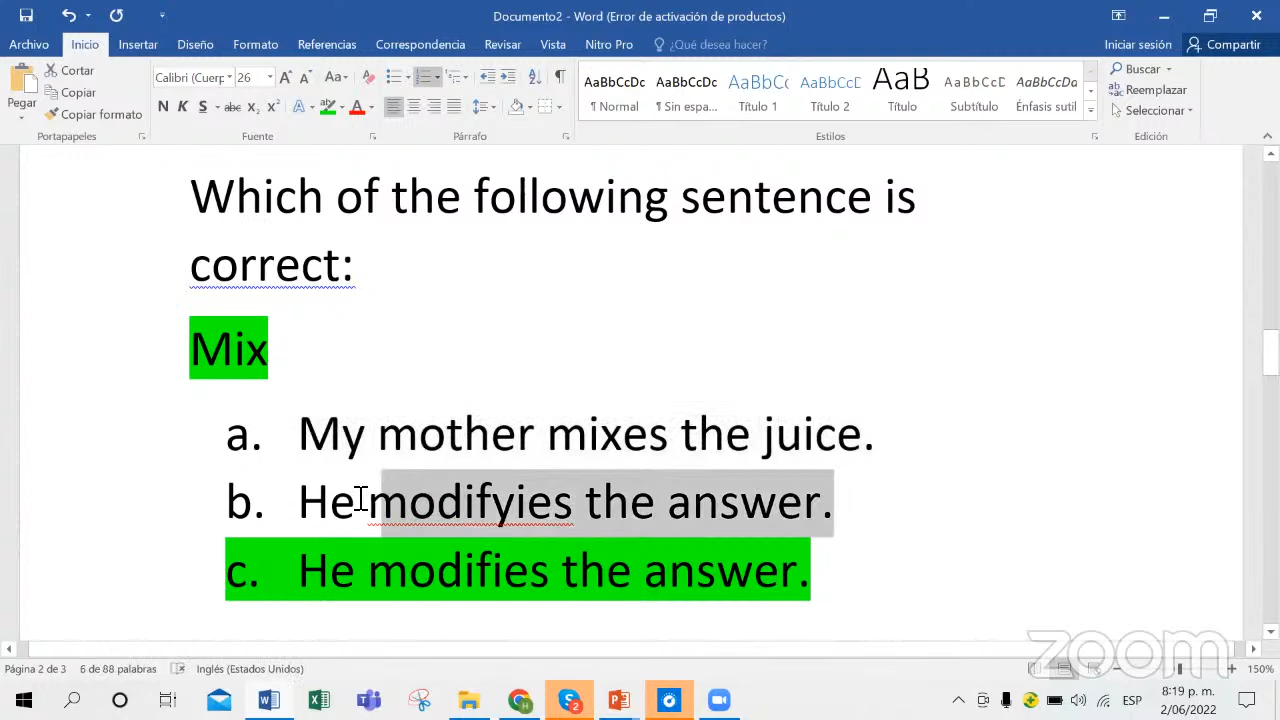 Documento2 - Word (Error de activación de productos)
Archivo Inicio Insertar Diseño Formato Referencias Correspondencia Revisar Vista Nitro Pro ¿Qué desea hacer? Iniciar sesión Compartir
Pegar
Cortar
Copiar
Copiar formato
Portapapeles
Calibri (Cuerp 26
N K S abc x₂ x²
Fuente
Párrafo
AaBbCcDc AaBbCcDc AaBbCc AaBbCcD AaB AaBbCcD AaBbCcDc
¶ Normal ¶ Sin espa... Título 1 Título 2 Título Subtítulo Énfasis sutil
Estilos
Buscar
Reemplazar
Seleccionar
Edición
Which of the following sentence is
correct:
Mix
a. My mother mixes the juice.
b. He modifyies the answer.
c. He modifies the answer.
zoom
Página 2 de 3 6 de 88 palabras Inglés (Estados Unidos) 150%
ESP
8:19 p. m.
2/06/2022